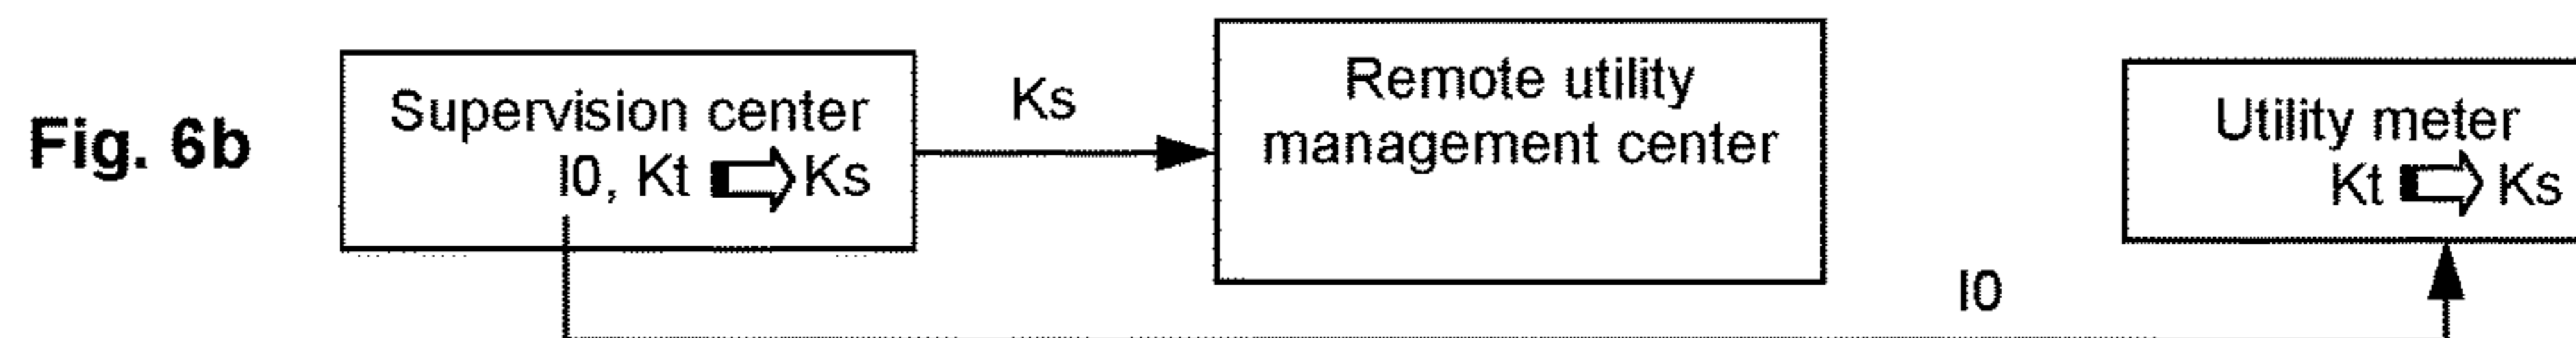 Fig. 6b
Supervision center
I0, Kt ⇨ Ks
Ks
Remote utility
management center
Utility meter
Kt ⇨ Ks
I0